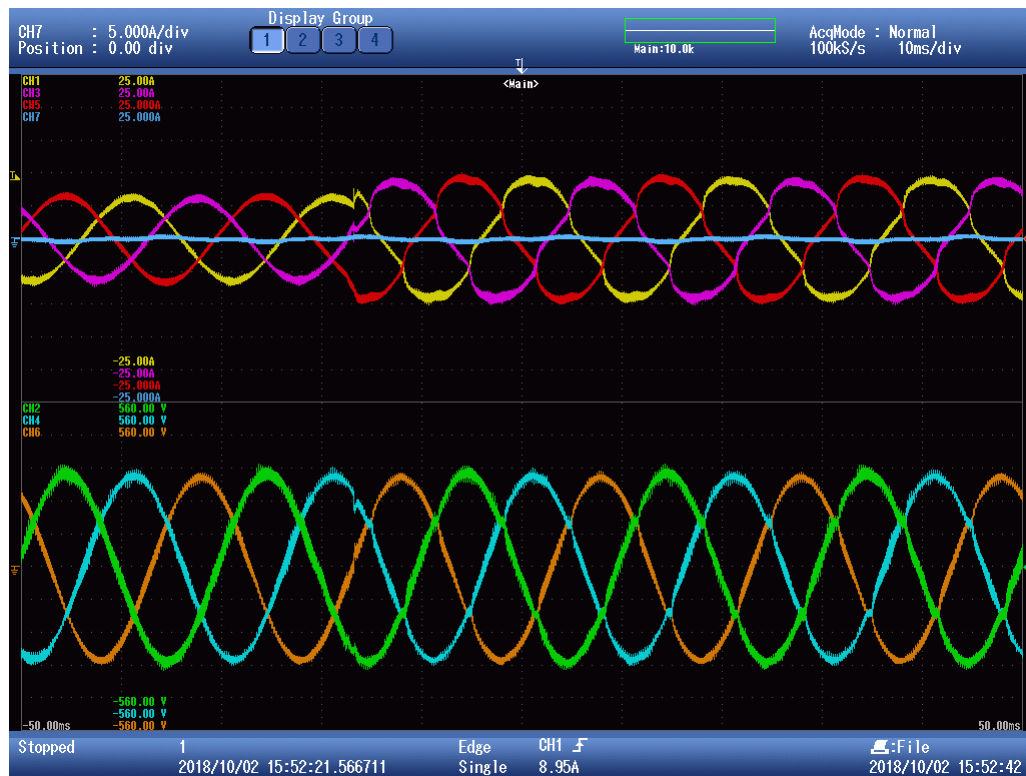 CH7 : 5.000A/div
Position : 0.00 div
Display Group
1 2 3 4
Main:10.0k
AcqMode : Normal
100kS/s 10ms/div
T
<Main>
CH1 25.00A
CH3 25.00A
CH5 25.000A
CH7 25.000A
T
-25.00A
-25.00A
-25.000A
-25.000A
CH2 560.00 V
CH4 560.00 V
CH6 560.00 V
-560.00 V
-560.00 V
-50.00ms -560.00 V 50.00ms
Stopped 1 Edge CH1 :File
2018/10/02 15:52:21.566711 Single 8.95A 2018/10/02 15:52:42